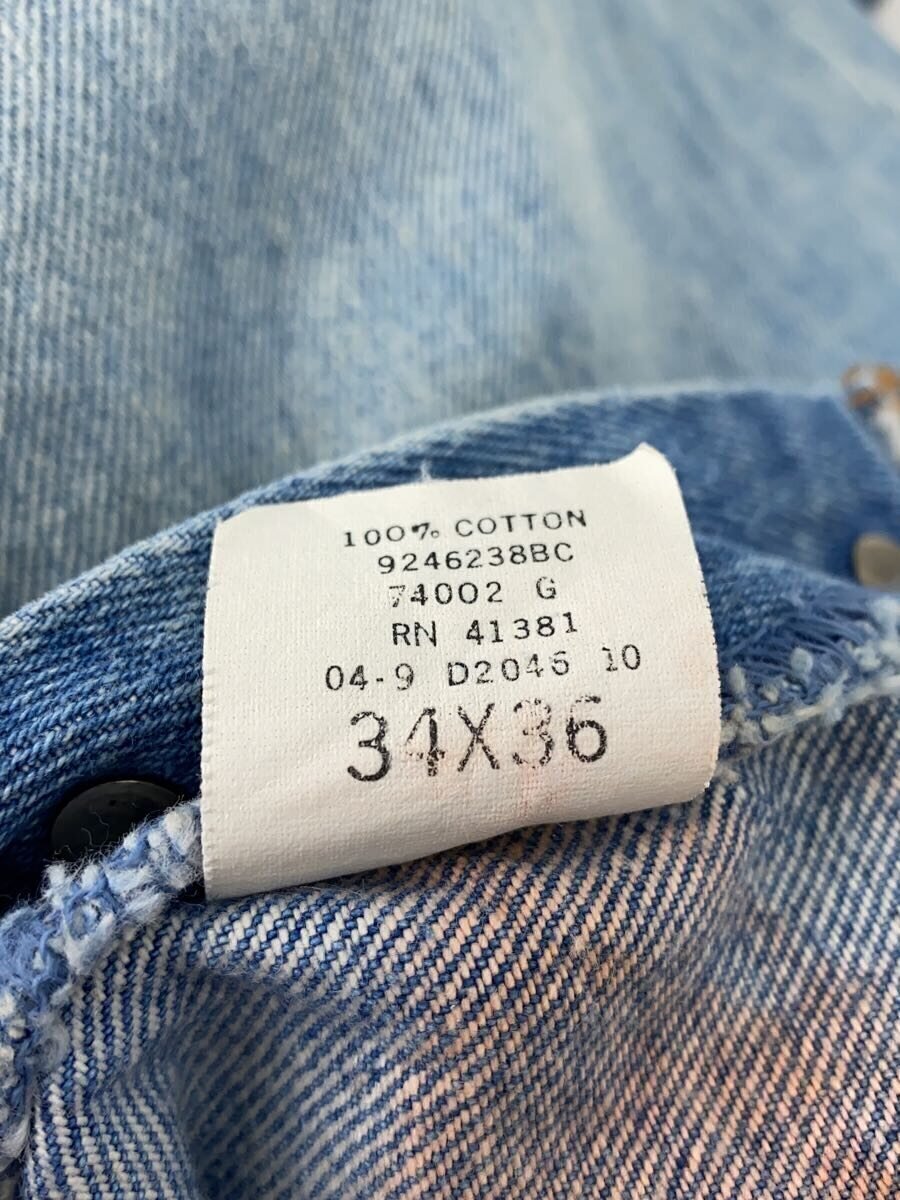 100% COTTON
9246238BC
74002 G
RN 41381
04-9 D2046 10
34X36